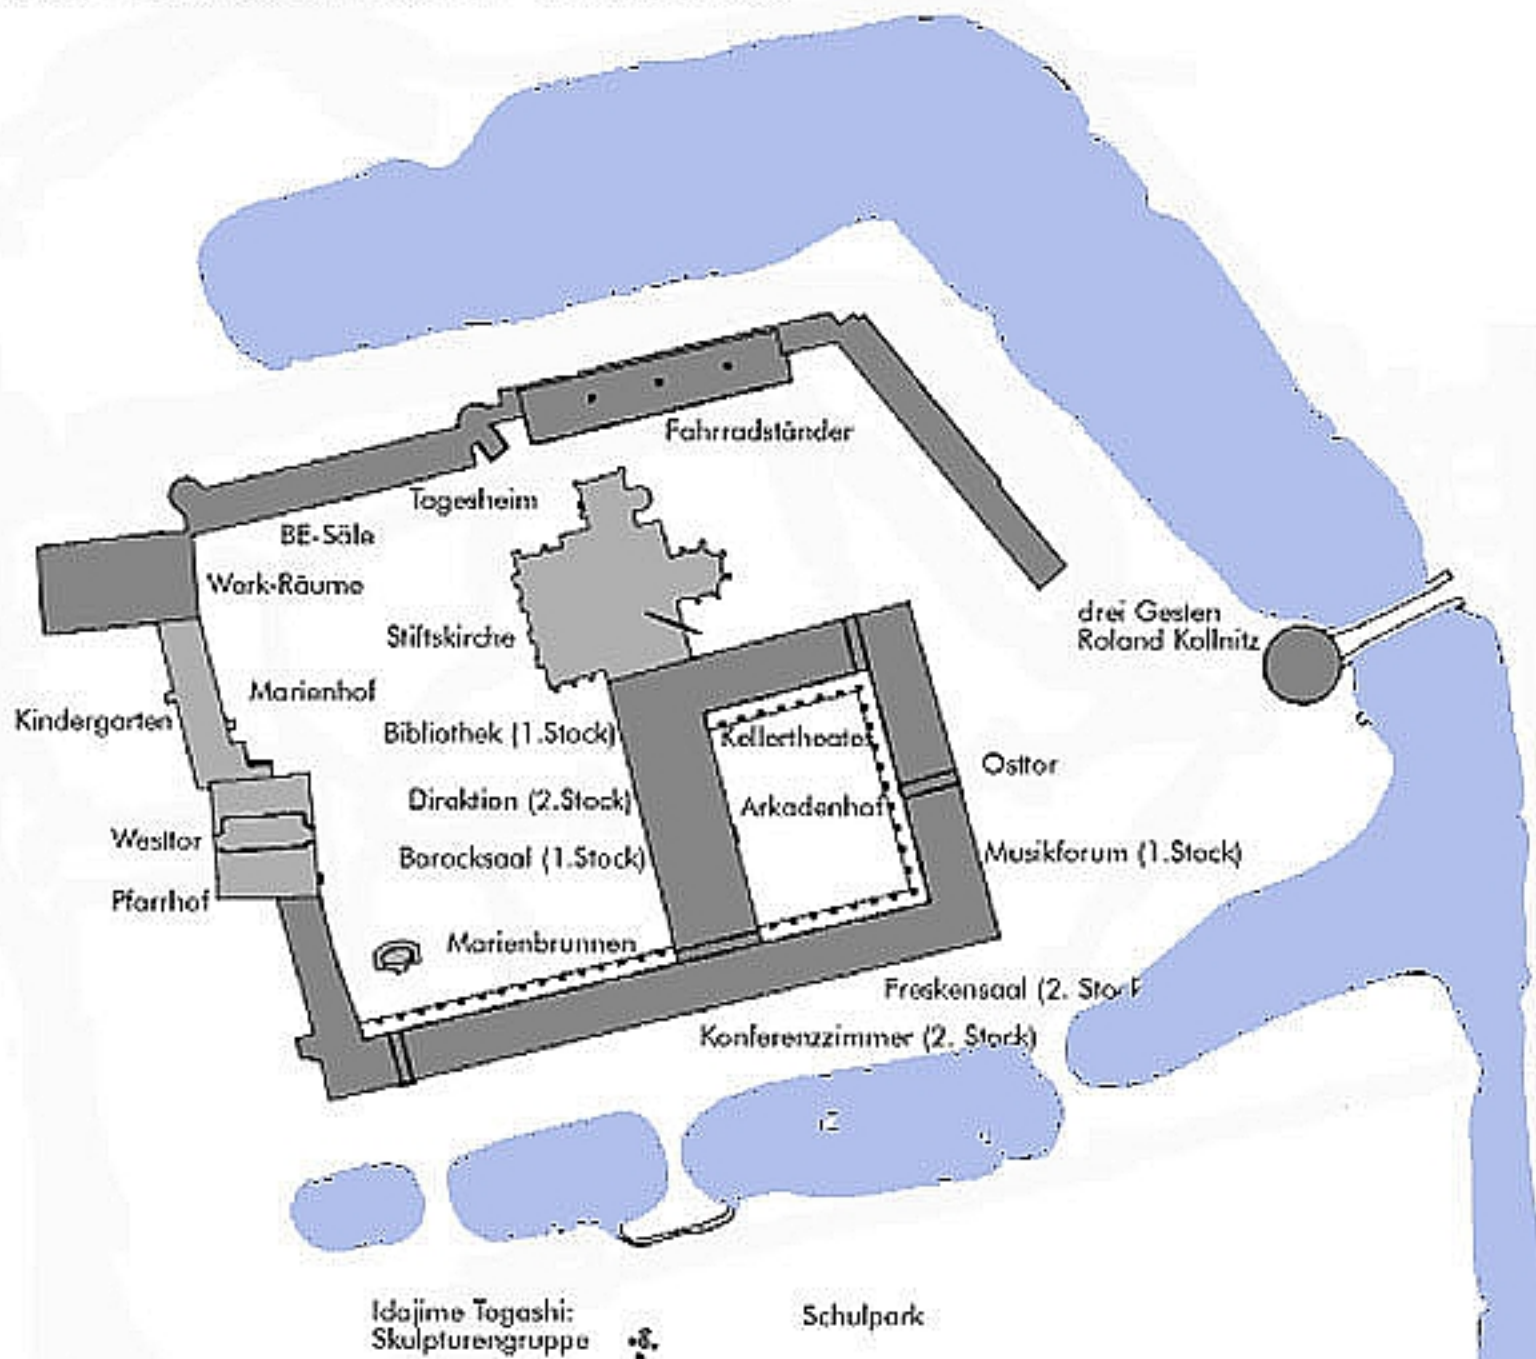 Fahrradständer
Tagesheim
BE-Säle
Werk-Räume
drei Gesten
Roland Kollnitz
Stiftskirche
Marienhof
Kindergarten
Bibliothek (1.Stock)
Kellertheater
Osttor
Direktion (2.Stock)
Arkadenhof
Westtor
Barocksaal (1.Stock)
Musikforum (1.Stock)
Pfarrhof
Marienbrunnen
Freskensaal (2. Stock
Konferenzzimmer (2. Stock)
Idajime Togashi:
Skulpturengruppe
Schulpark